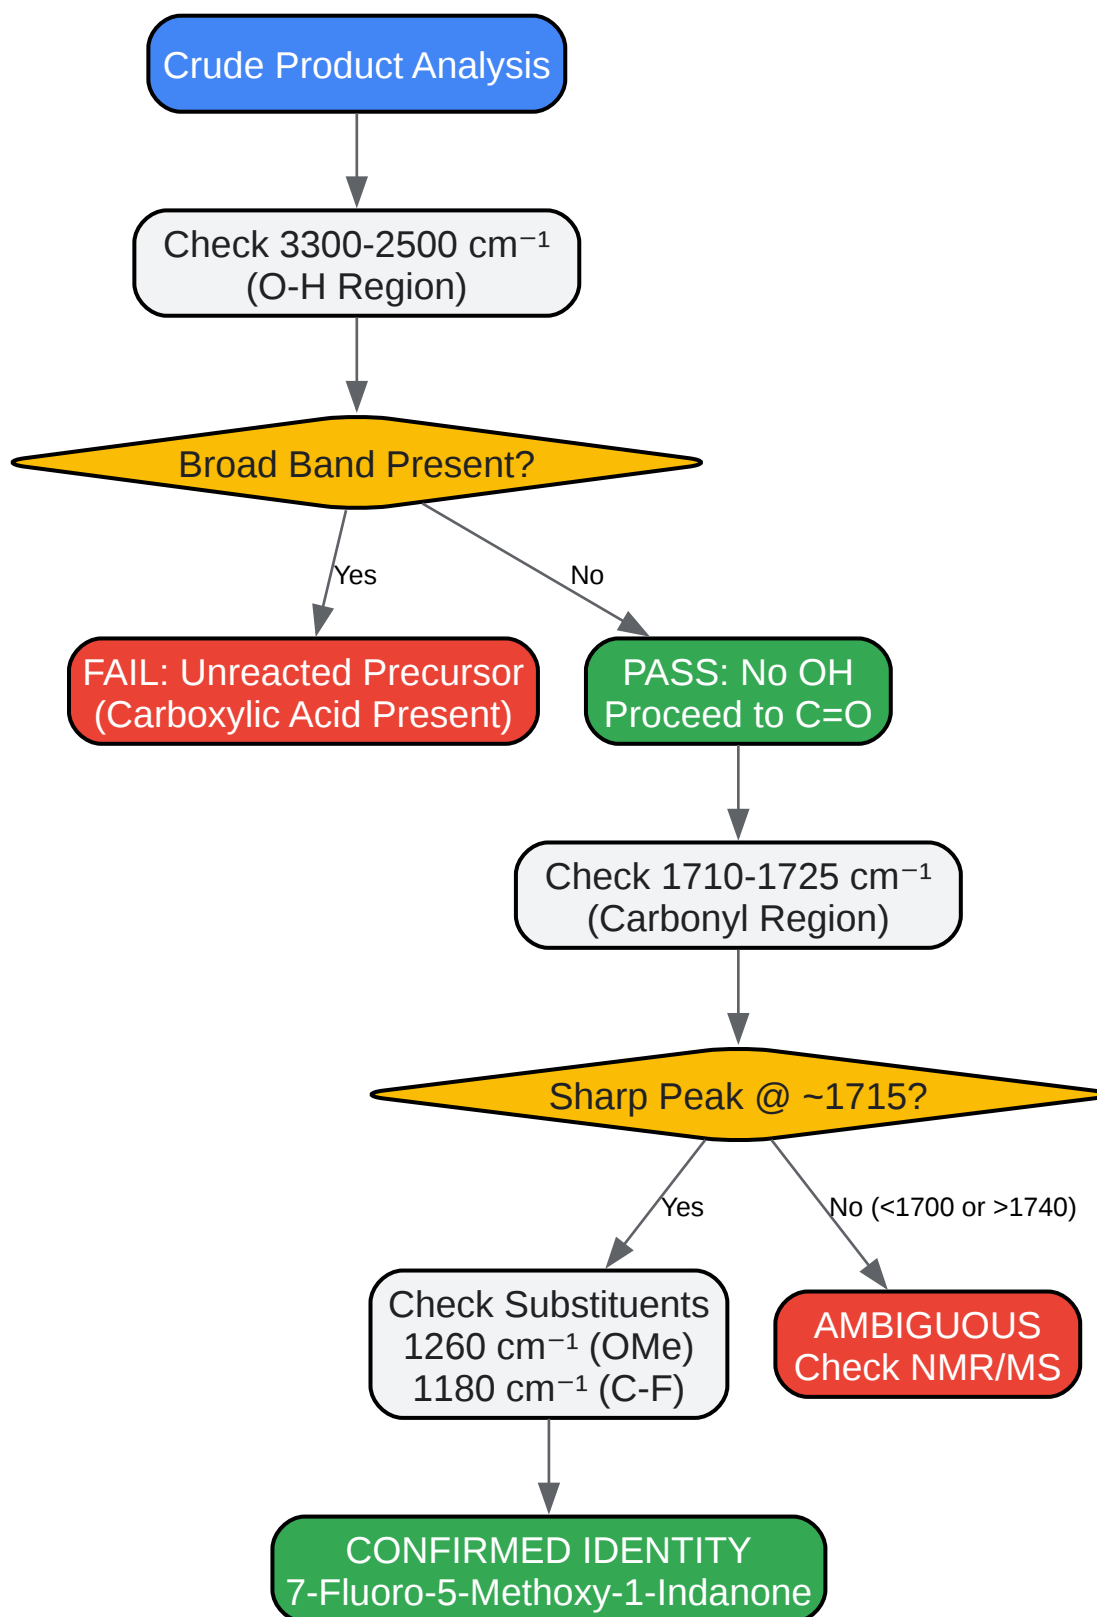 Crude Product Analysis
Check 3300-2500 cm⁻¹
(O-H Region)
Broad Band Present?
Yes
No
FAIL: Unreacted Precursor
(Carboxylic Acid Present)
PASS: No OH
Proceed to C=O
Check 1710-1725 cm⁻¹
(Carbonyl Region)
Sharp Peak @ ~1715?
Yes
No (<1700 or >1740)
Check Substituents
1260 cm⁻¹ (OMe)
1180 cm⁻¹ (C-F)
AMBIGUOUS
Check NMR/MS
CONFIRMED IDENTITY
7-Fluoro-5-Methoxy-1-Indanone